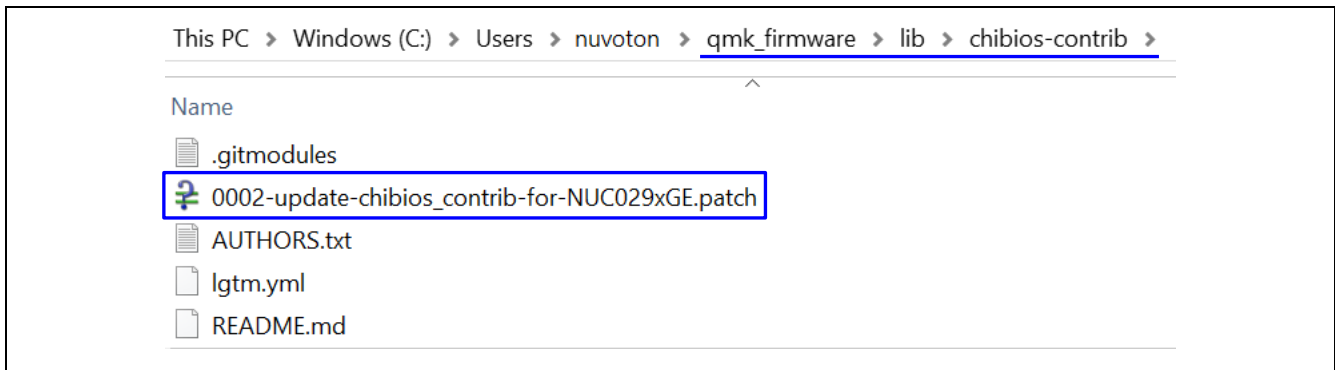 This PC > Windows (C:) > Users > nuvoton > qmk_firmware > lib > chibios-contrib >
Name
.gitmodules
0002-update-chibios_contrib-for-NUC029xGE.patch
AUTHORS.txt
lgtm.yml
README.md